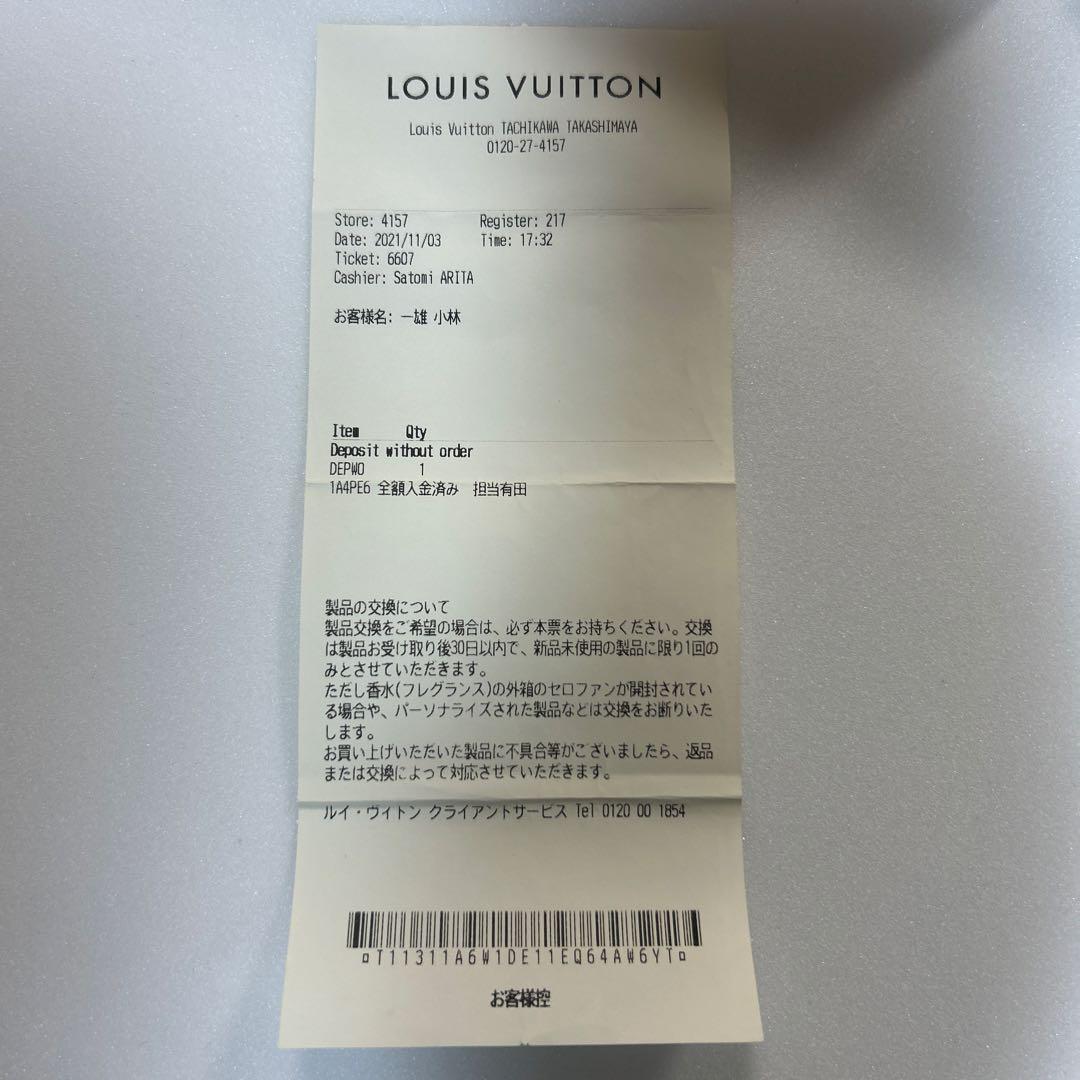 LOUIS VUITTON
Louis Vuitton TACHIKAWA TAKASHIMAYA
0120-27-4157
Store: 4157 Register: 217
Date: 2021/11/03 Time: 17:32
Ticket: 6607
Cashier: Satomi ARITA
お客様名: 一雄 小林
Item Qty
Deposit without order
DEPWO 1
1A4PE6 全額入金済み 担当有田
製品の交換について
製品交換をご希望の場合は、必ず本票をお持ちください。交換
は製品お受け取り後30日以内で、新品未使用の製品に限り1回の
みとさせていただきます。
ただし香水(フレグランス)の外箱のセロファンが開封されてい
る場合や、パーソナライズされた製品などは交換をお断りいた
します。
お買い上げいただいた製品に不具合等がございましたら、返品
または交換によって対応させていただきます。
ルイ・ヴィトン クライアントサービス Tel 0120 00 1854
¤T11311A6W1DE11EQ64AW6YT¤
お客様控